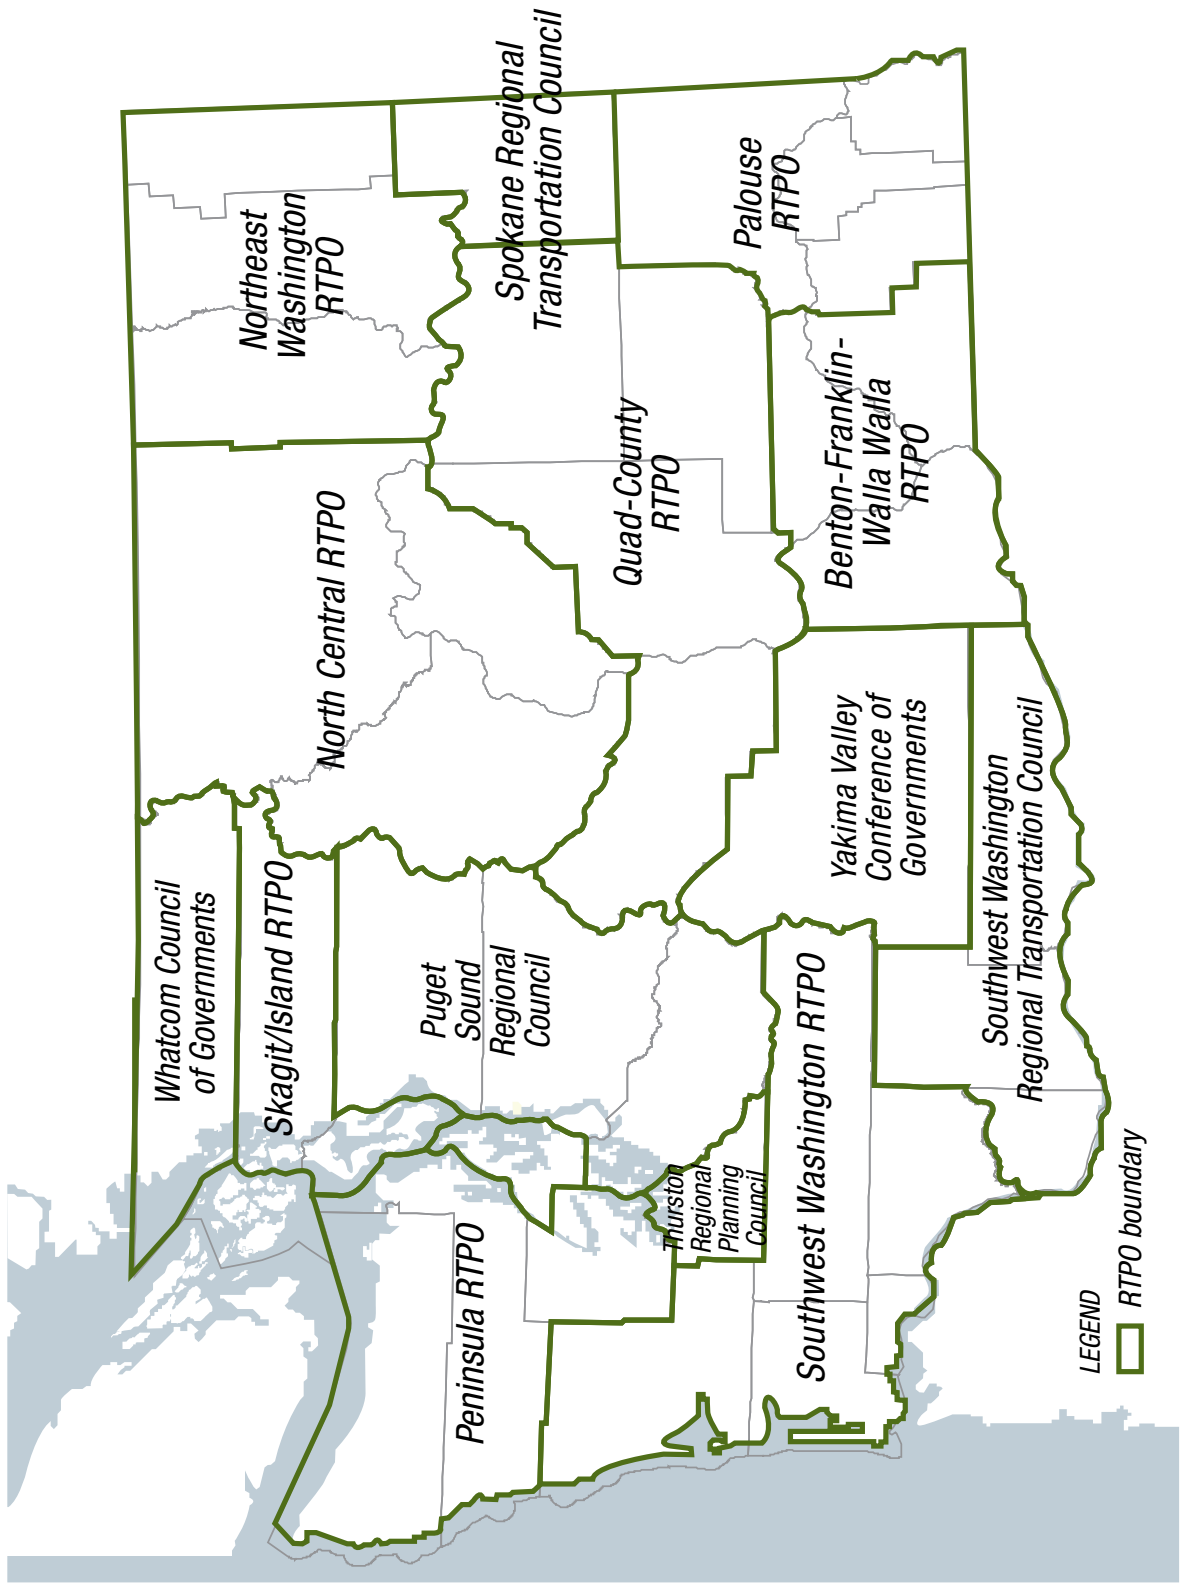 Whatcom Council
of Governments
Skagit/Island RTPO
North Central RTPO
Northeast
Washington
RTPO
Puget
Sound
Regional
Council
Spokane Regional
Transportation Council
Quad-County
RTPO
Peninsula RTPO
Thurston
Regional
Planning
Council
Palouse
RTPO
Southwest Washington RTPO
Yakima Valley
Conference of
Governments
Benton-Franklin-
Walla Walla
RTPO
Southwest Washington
Regional Transportation Council
LEGEND
RTPO boundary